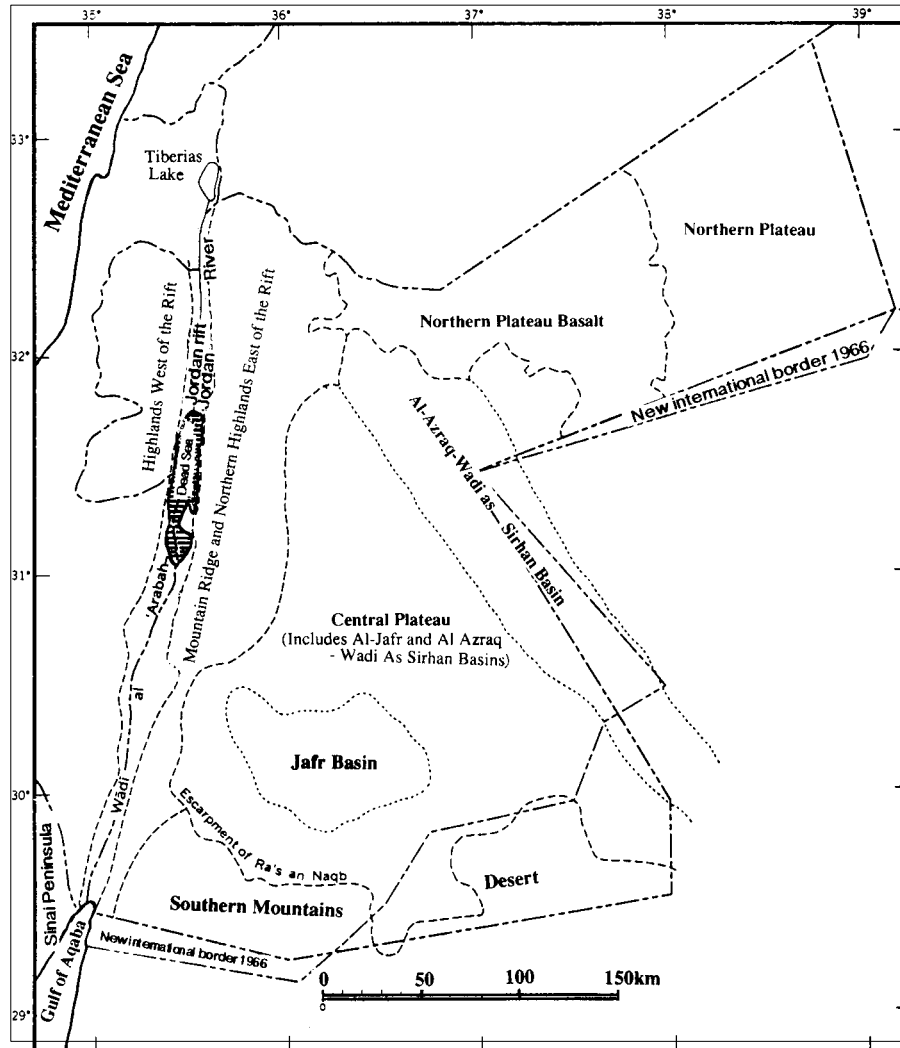 35°
36°
37°
38°
39°
33°
32°
31°
30°
29°
Mediterranean Sea
Tiberias
Lake
River
Jordan
Jordan rift
Highlands West of the Rift
Dead Sea
Mountain Ridge and Northern Highlands East of the Rift
Northern Plateau
Northern Plateau Basalt
New international border 1966
Al-Azraq-Wadi as Sirhan Basin
'Arabah
al
Wādi
Central Plateau
(Includes Al-Jafr and Al Azraq
- Wadi As Sirhan Basins)
Jafr Basin
Escarpment of Ra's an Naqb
Desert
Southern Mountains
Sinai Peninsula
Gulf of Aqaba
New international border 1966
0 50 100 150km
0